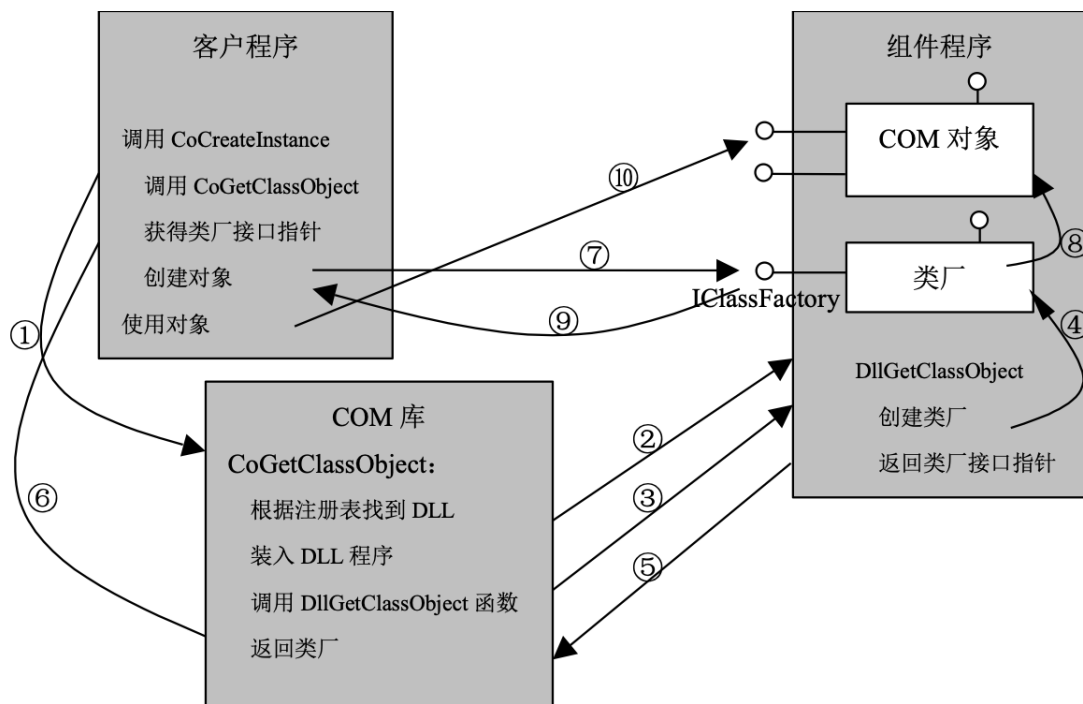 客户程序
调用 CoCreateInstance
调用 CoGetClassObject
获得类厂接口指针
创建对象
使用对象
组件程序
COM 对象
类厂
IClassFactory
DllGetClassObject
创建类厂
返回类厂接口指针
COM 库
CoGetClassObject：
根据注册表找到 DLL
装入 DLL 程序
调用 DllGetClassObject 函数
返回类厂
①
②
③
④
⑤
⑥
⑦
⑧
⑨
⑩